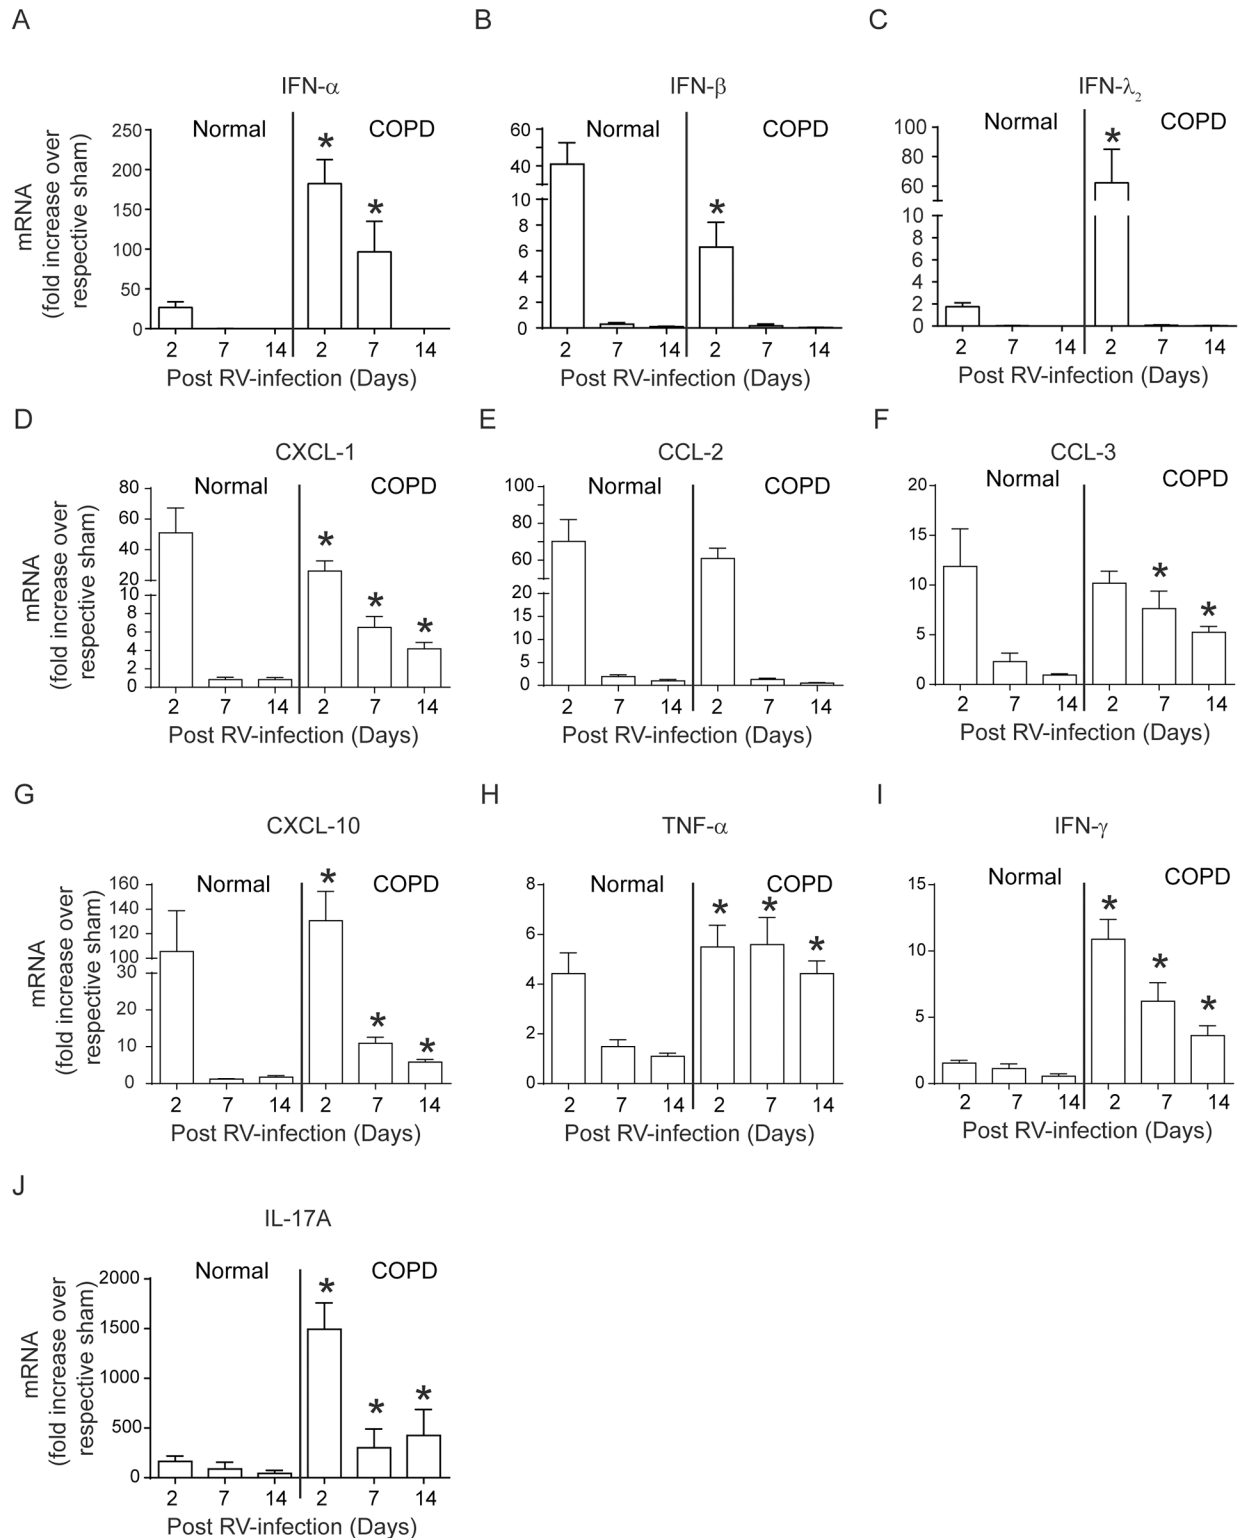 A
B
C
IFN-α
IFN-β
IFN-λ2
mRNA
(fold increase over
respective sham)
250
200
150
100
50
0
Normal
COPD
*
*
2 7 14 2 7 14
Post RV-infection (Days)
60
40
10
8
6
4
2
0
Normal
COPD
*
2 7 14 2 7 14
Post RV-infection (Days)
100
80
60
10
8
6
4
2
0
Normal
COPD
*
2 7 14 2 7 14
Post RV-infection (Days)
D
E
F
CXCL-1
CCL-2
CCL-3
mRNA
(fold increase over
respective sham)
80
60
40
20
10
8
6
4
2
0
Normal
COPD
*
*
*
2 7 14 2 7 14
Post RV-infection (Days)
100
80
60
20
15
10
5
0
Normal
COPD
2 7 14 2 7 14
Post RV-infection (Days)
20
15
10
5
0
Normal
COPD
*
*
2 7 14 2 7 14
Post RV-infection (Days)
G
H
I
CXCL-10
TNF-α
IFN-γ
mRNA
(fold increase over
respective sham)
160
140
120
100
30
20
10
0
Normal
COPD
*
*
*
2 7 14 2 7 14
Post RV-infection (Days)
8
6
4
2
0
Normal
COPD
*
*
*
2 7 14 2 7 14
Post RV-infection (Days)
15
10
5
0
Normal
COPD
*
*
*
2 7 14 2 7 14
Post RV-infection (Days)
J
IL-17A
mRNA
(fold increase over
respective sham)
2000
1500
1000
500
0
Normal
COPD
*
*
*
2 7 14 2 7 14
Post RV-infection (Days)